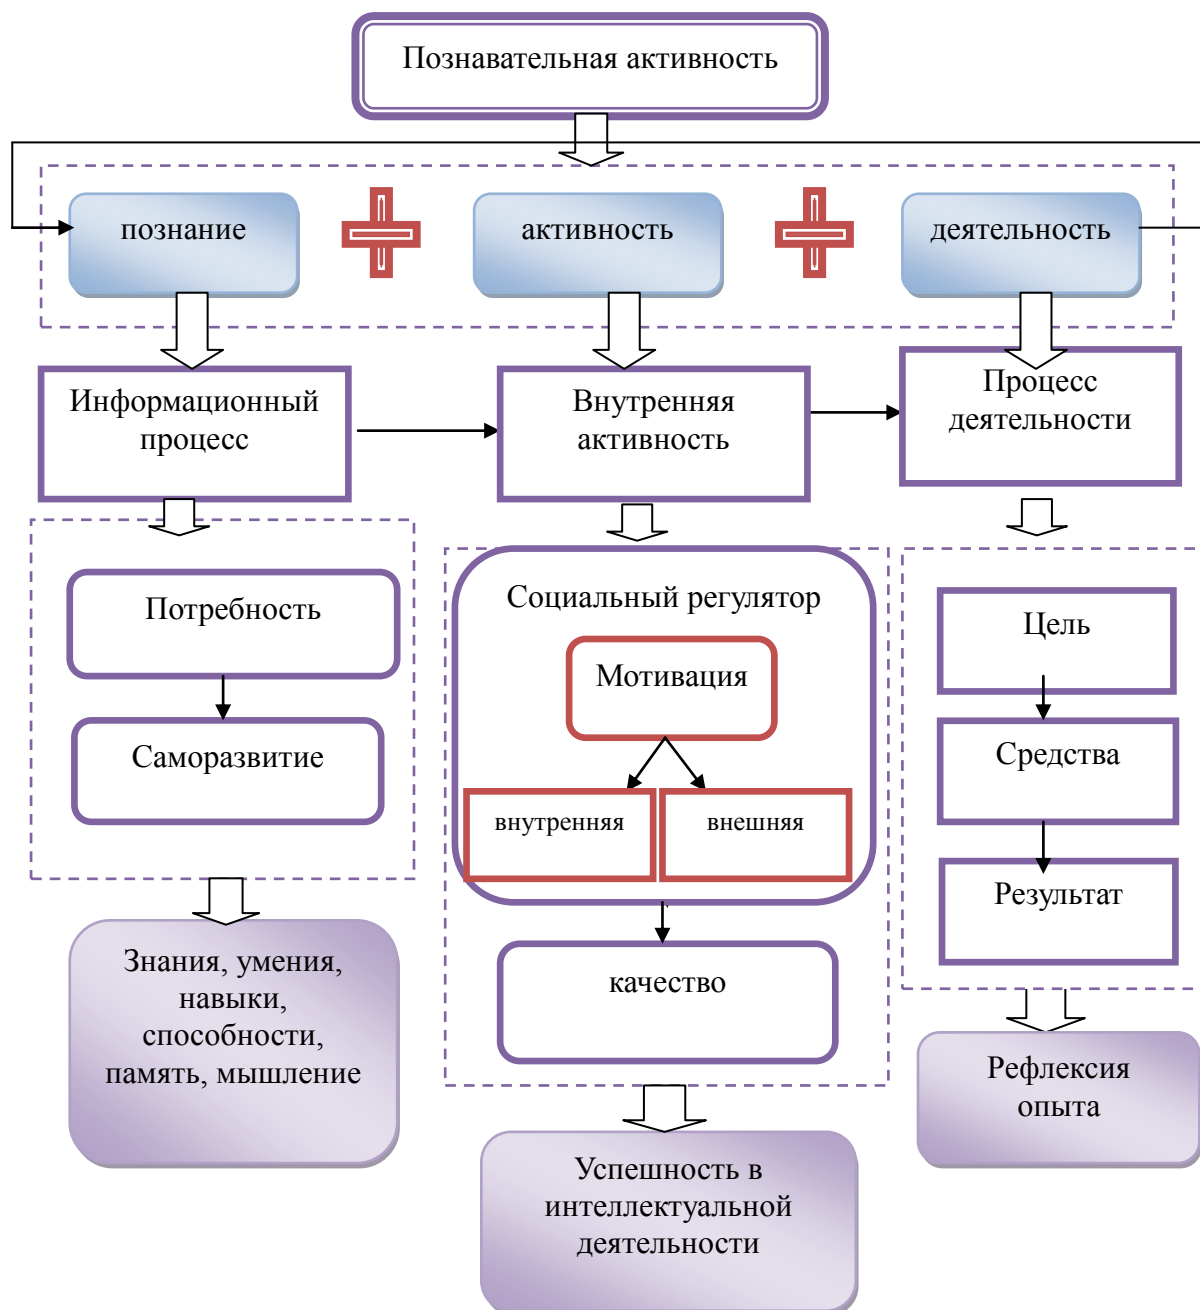 Познавательная активность
познание
активность
деятельность
Информационный
процесс
Внутренняя
активность
Процесс
деятельности
Потребность
Саморазвитие
Социальный регулятор
Мотивация
внутренняя
внешняя
качество
Цель
Средства
Результат
Знания, умения,
навыки,
способности,
память, мышление
Успешность в
интеллектуальной
деятельности
Рефлексия
опыта